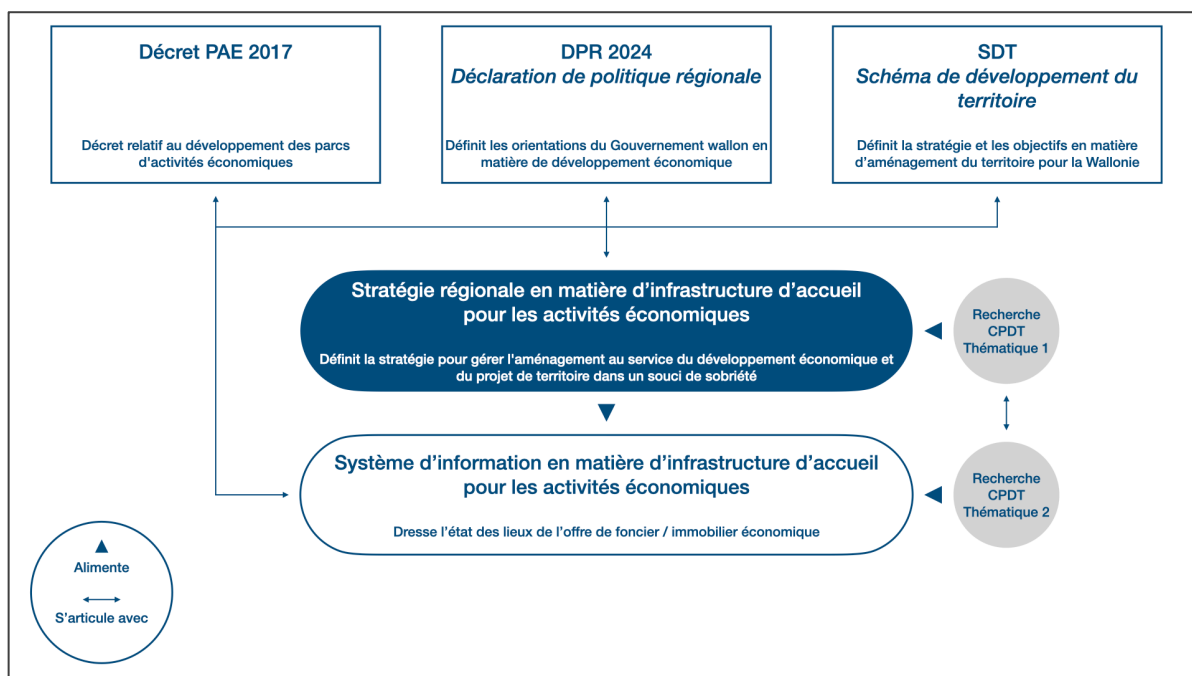 Décret PAE 2017
Décret relatif au développement des parcs
d'activités économiques
DPR 2024
Déclaration de politique régionale
Définit les orientations du Gouvernement wallon en
matière de développement économique
SDT
Schéma de développement du
territoire
Définit la stratégie et les objectifs en matière
d’aménagement du territoire pour la Wallonie
Stratégie régionale en matière d’infrastructure d’accueil
pour les activités économiques
Définit la stratégie pour gérer l'aménagement au service du développement économique et
du projet de territoire dans un souci de sobriété
Recherche
CPDT
Thématique 1
Système d’information en matière d’infrastructure d’accueil
pour les activités économiques
Dresse l’état des lieux de l’offre de foncier / immobilier économique
Recherche
CPDT
Thématique 2
Alimente
S’articule avec